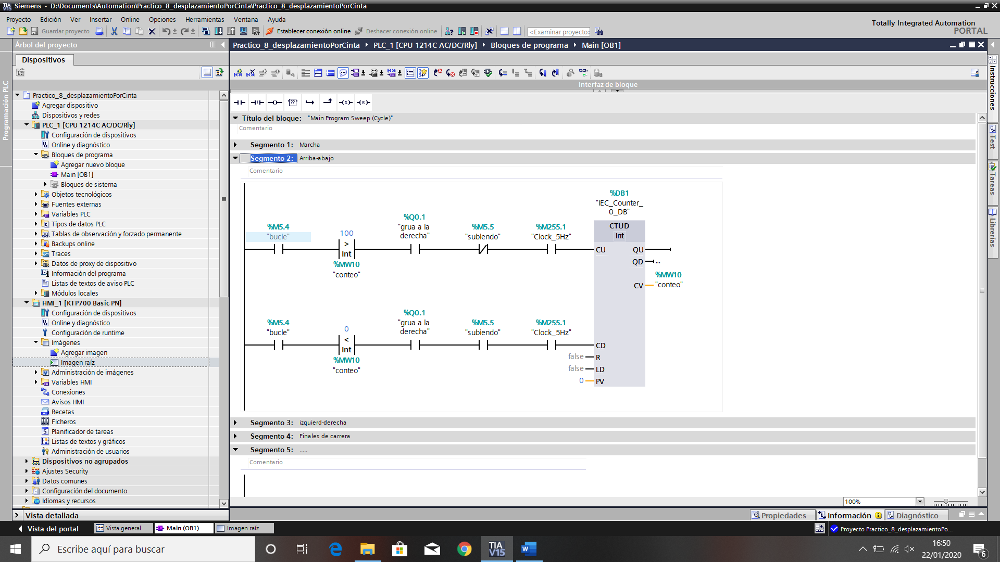 Siemens - D:\Documents\Automation\Practico_8_desplazamientoPorCinta\Practico_8_desplazamientoPorCinta
Proyecto Edición Ver Insertar Online Opciones Herramientas Ventana Ayuda
Totally Integrated Automation
PORTAL
Guardar proyecto
Establecer conexión online
Deshacer conexión online
<Examinar proyecto>
Árbol del proyecto
Practico_8_desplazamientoPorCinta PLC_1 [CPU 1214C AC/DC/Rly] Bloques de programa Main [OB1]
Dispositivos
Programación PLC
Practico_8_desplazamientoPorCinta
Agregar dispositivo
Dispositivos y redes
PLC_1 [CPU 1214C AC/DC/Rly]
Configuración de dispositivos
Online y diagnóstico
Bloques de programa
Agregar nuevo bloque
Main [OB1]
Bloques de sistema
Objetos tecnológicos
Fuentes externas
Variables PLC
Tipos de datos PLC
Tablas de observación y forzado permanente
Backups online
Traces
Datos de proxy de dispositivo
Información del programa
Listas de textos de aviso PLC
Módulos locales
HMI_1 [KTP700 Basic PN]
Configuración de dispositivos
Online y diagnóstico
Configuración de runtime
Imágenes
Agregar imagen
Imagen raíz
Administración de imágenes
Variables HMI
Conexiones
Avisos HMI
Recetas
Ficheros
Planificador de tareas
Listas de textos y gráficos
Administración de usuarios
Dispositivos no agrupados
Ajustes Security
Datos comunes
Configuración del documento
Idiomas y recursos
Vista detallada
Interfaz de bloque
Título del bloque: "Main Program Sweep (Cycle)"
Comentario
Segmento 1: Marcha
Segmento 2: Arriba-abajo
Comentario
%DB1
"IEC_Counter_
0_DB"
CTUD
Int
%M5.4
"bucle"
100
>
Int
%MW10
"conteo"
%Q0.1
"grua a la
derecha"
%M5.5
"subiendo"
%M255.1
"Clock_5Hz"
CU QU
QD ...
%MW10
CV "conteo"
%M5.4
"bucle"
0
<
Int
%MW10
"conteo"
%Q0.1
"grua a la
derecha"
%M5.5
"subiendo"
%M255.1
"Clock_5Hz"
CD
false R
false LD
0 PV
Segmento 3: izquierd-derecha
Segmento 4: Finales de carrera
Segmento 5: .....
Comentario
100%
Instrucciones
Test
Tareas
Librerías
Propiedades Información Diagnóstico
Vista del portal Vista general Main (OB1) Imagen raíz
Proyecto Practico_8_desplazamientoPo...
Escribe aquí para buscar
TIA
V15
16:50
22/01/2020
6